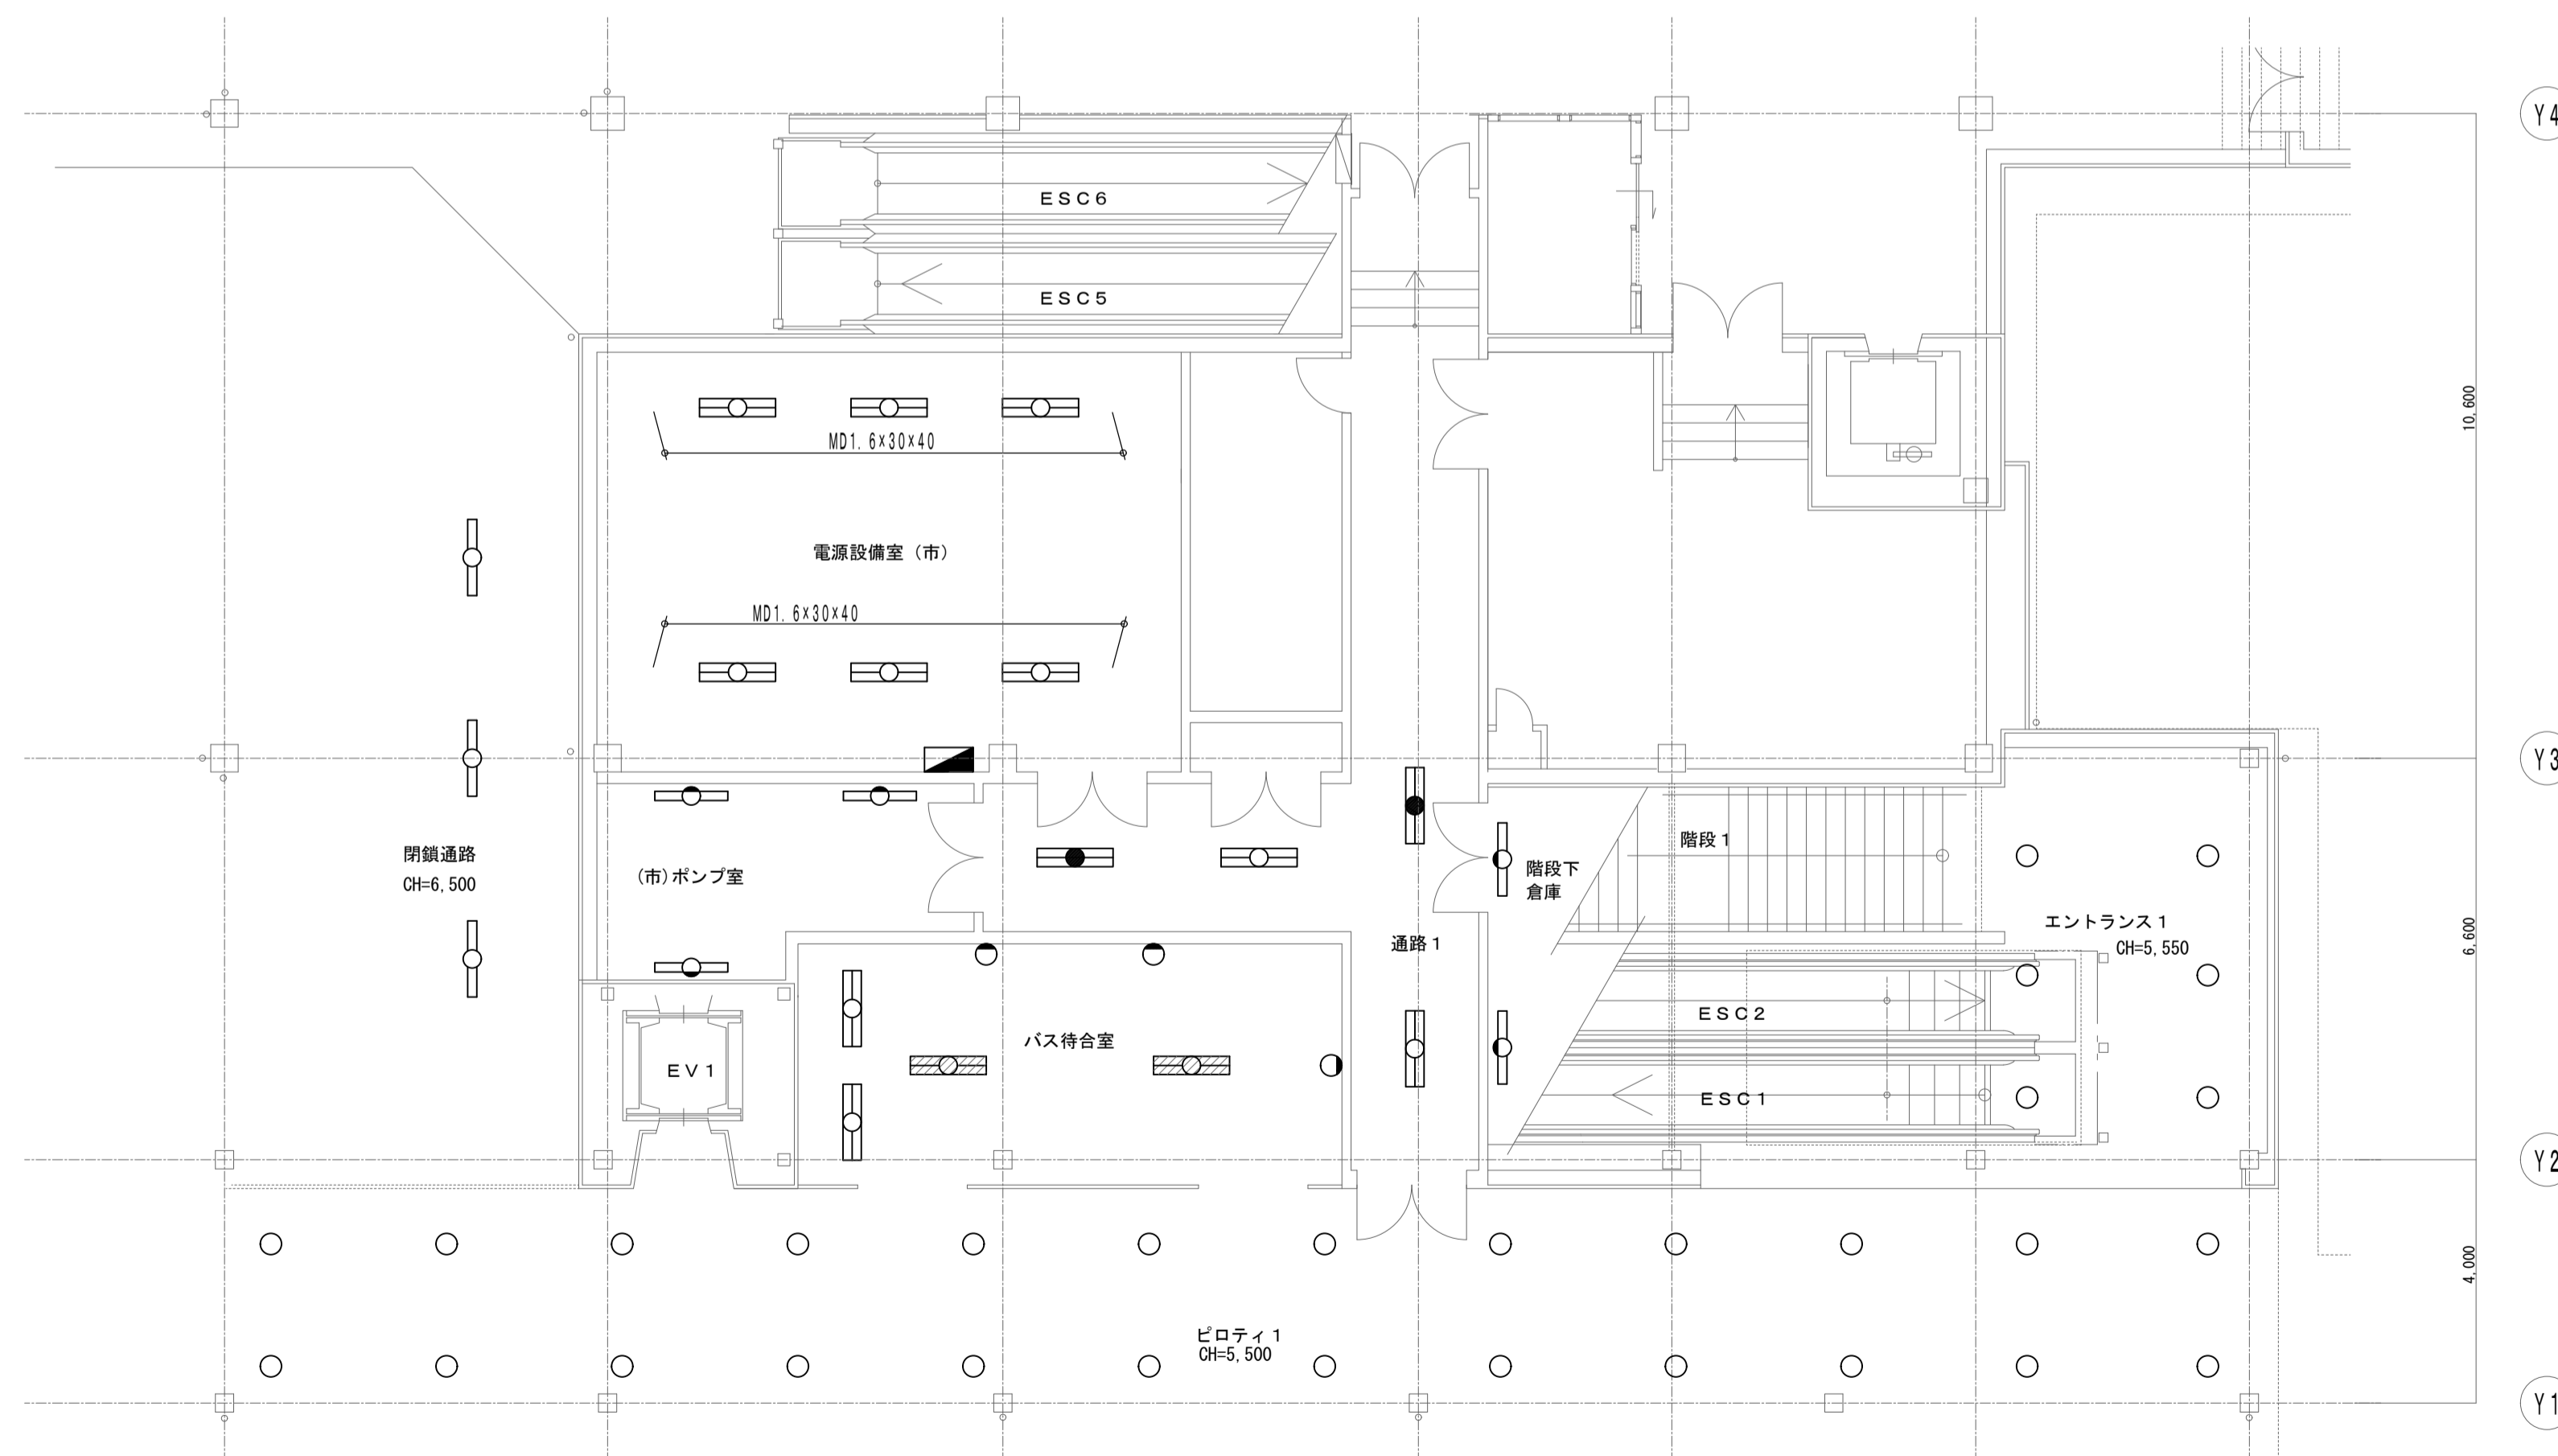 Y4
ESC6
ESC5
10,600
MD1.6×30×40
電源設備室（市）
MD1.6×30×40
Y3
階段1
閉鎖通路
CH=6,500
(市)ポンプ室
階段下
倉庫
エントランス1
CH=5,550
通路1
6,600
ESC2
バス待合室
EV1
ESC1
Y2
4,000
ピロティ1
CH=5,500
Y1